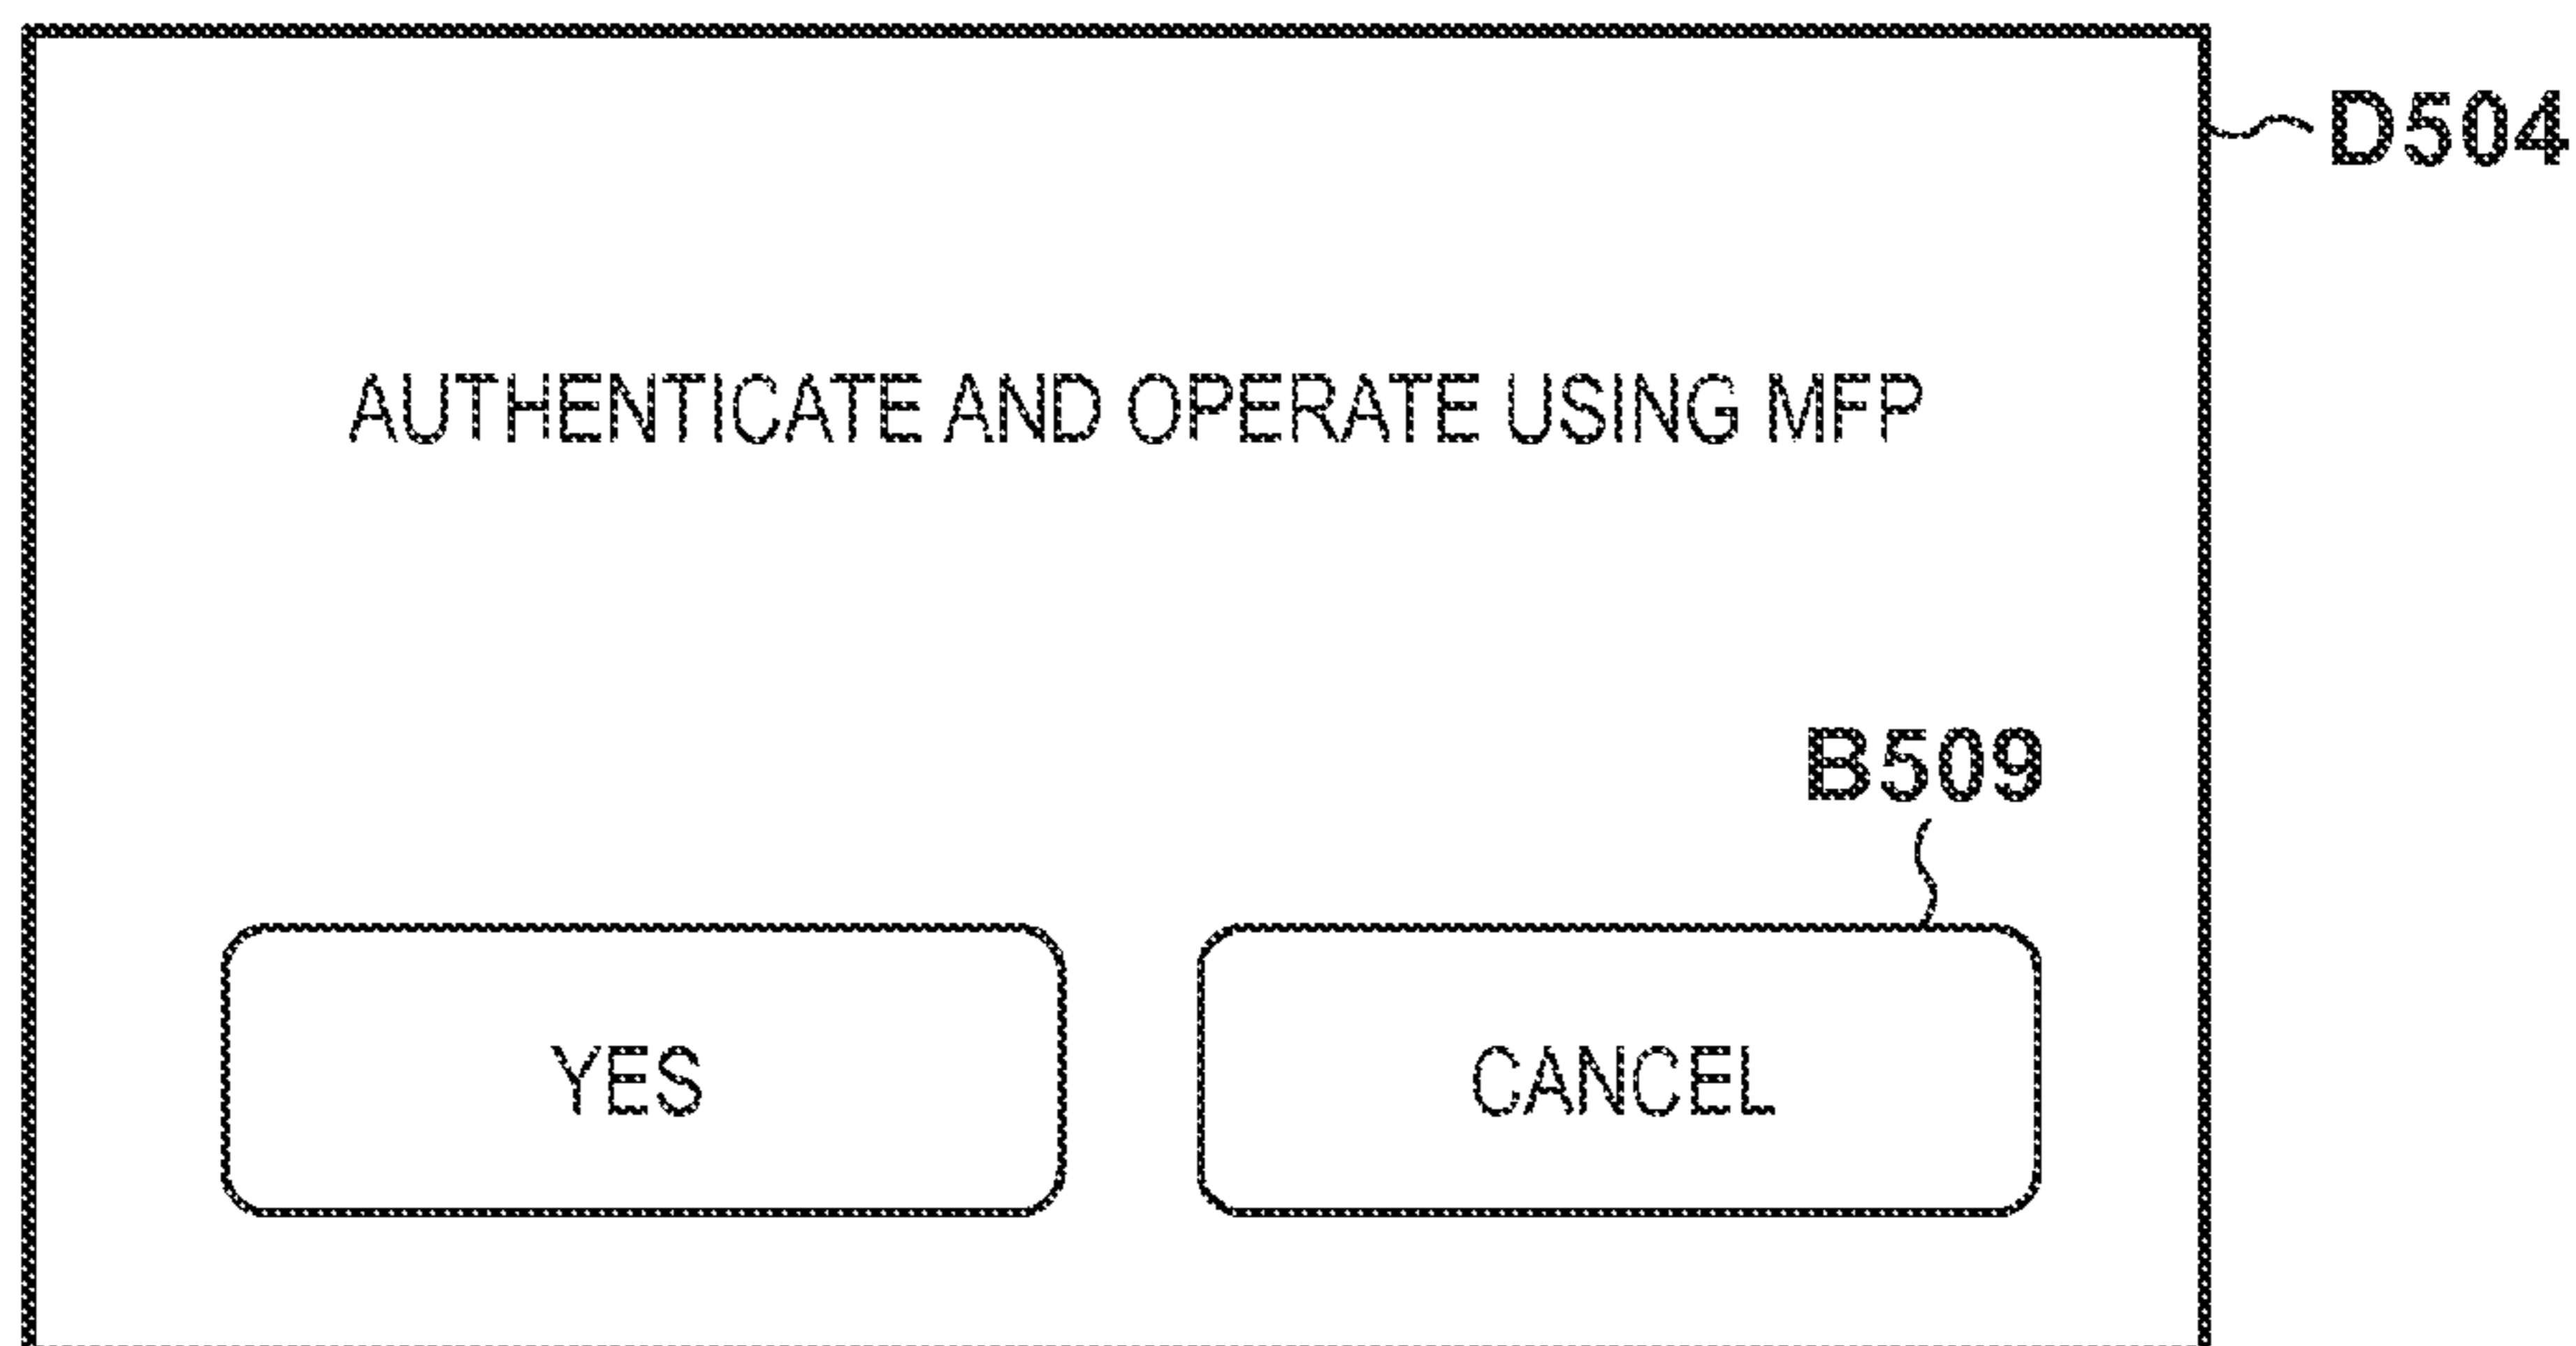 D504
AUTHENTICATE AND OPERATE USING MFP
B509
YES
CANCEL